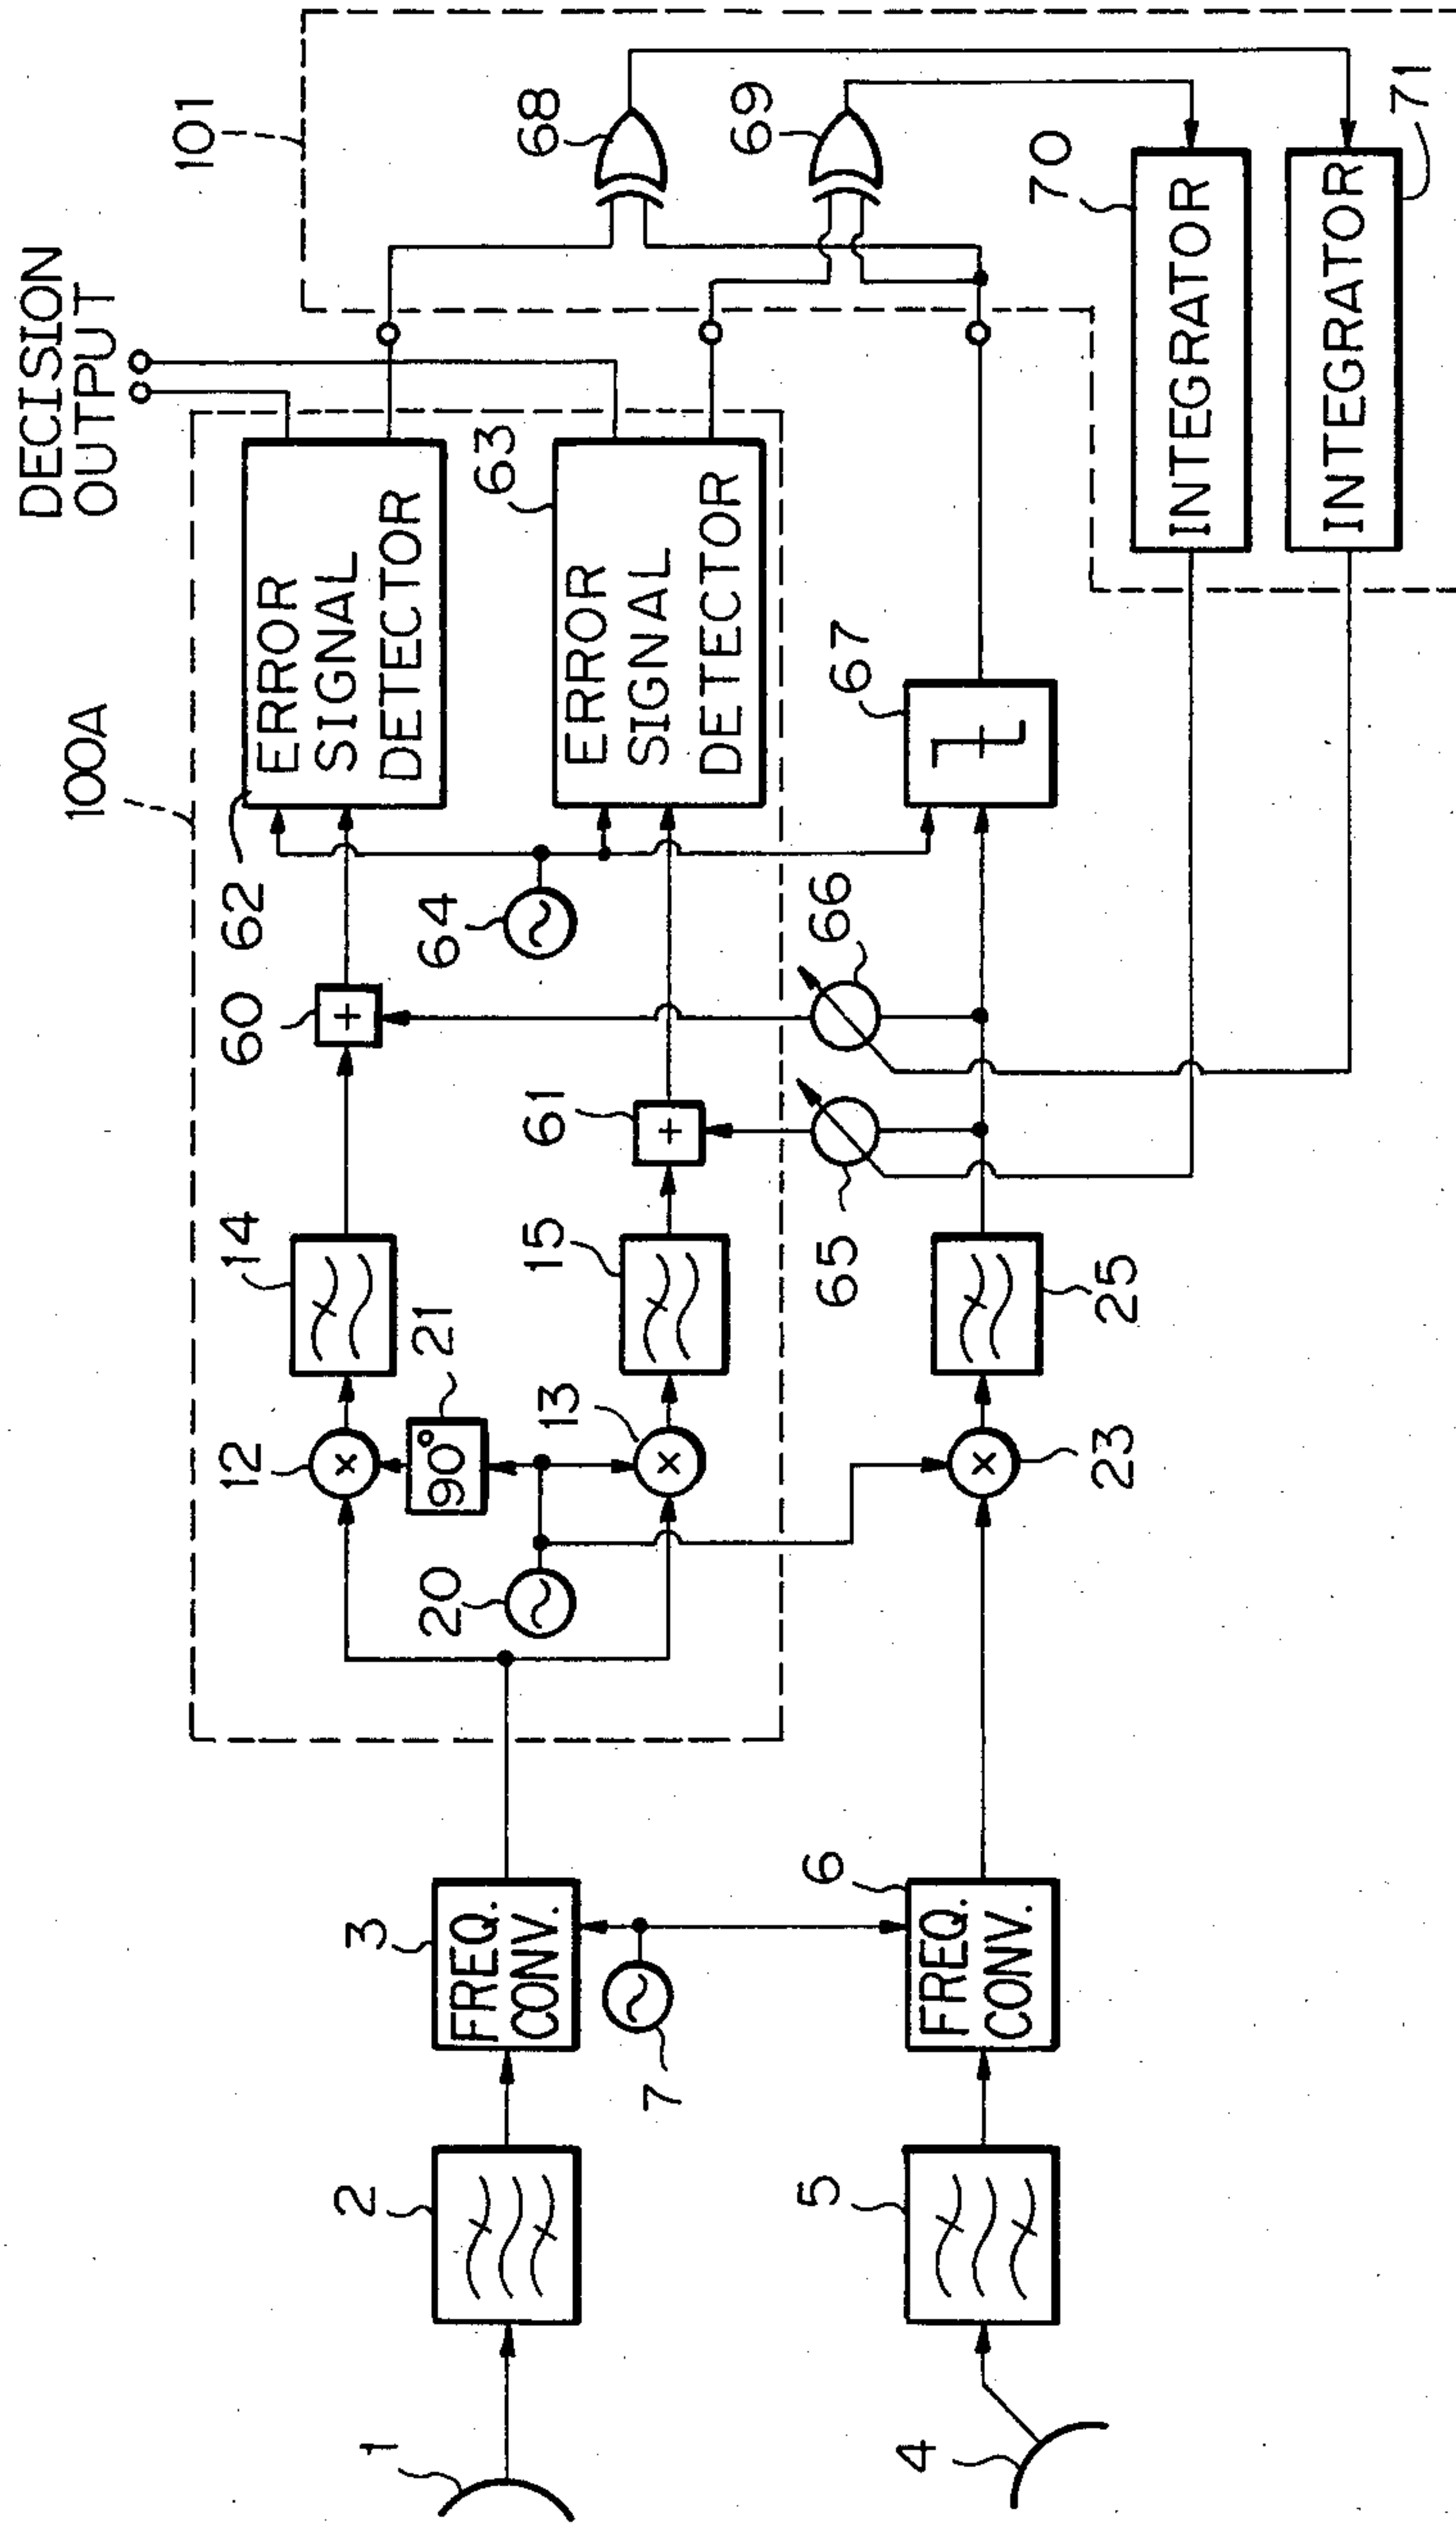 DECISION
OUTPUT
101
100A
ERROR
SIGNAL
DETECTOR
62
ERROR
SIGNAL
DETECTOR
63
64
60
61
14
15
12
90°
21
13
20
68
69
67
66
65
25
23
INTEGRATOR
70
INTEGRATOR
71
FREQ.
CONV.
3
FREQ.
CONV.
6
7
2
5
1
4